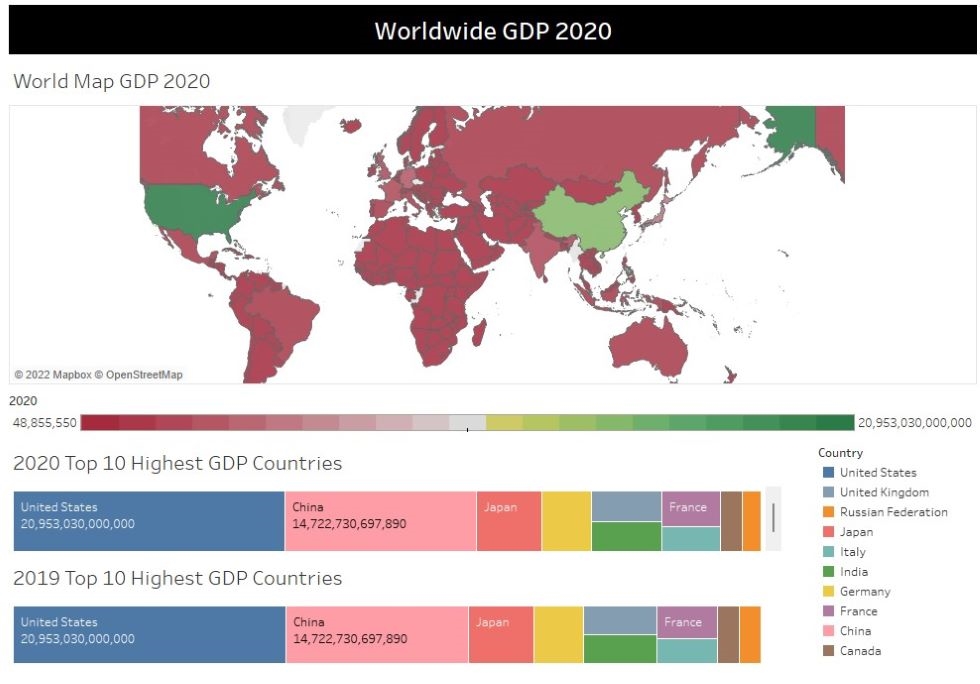 Worldwide GDP 2020
World Map GDP 2020
© 2022 Mapbox © OpenStreetMap
2020
48,855,550
20,953,030,000,000
2020 Top 10 Highest GDP Countries
United States
20,953,030,000,000
China
14,722,730,697,890
Japan
France
2019 Top 10 Highest GDP Countries
United States
20,953,030,000,000
China
14,722,730,697,890
Japan
France
Country
United States
United Kingdom
Russian Federation
Japan
Italy
India
Germany
France
China
Canada